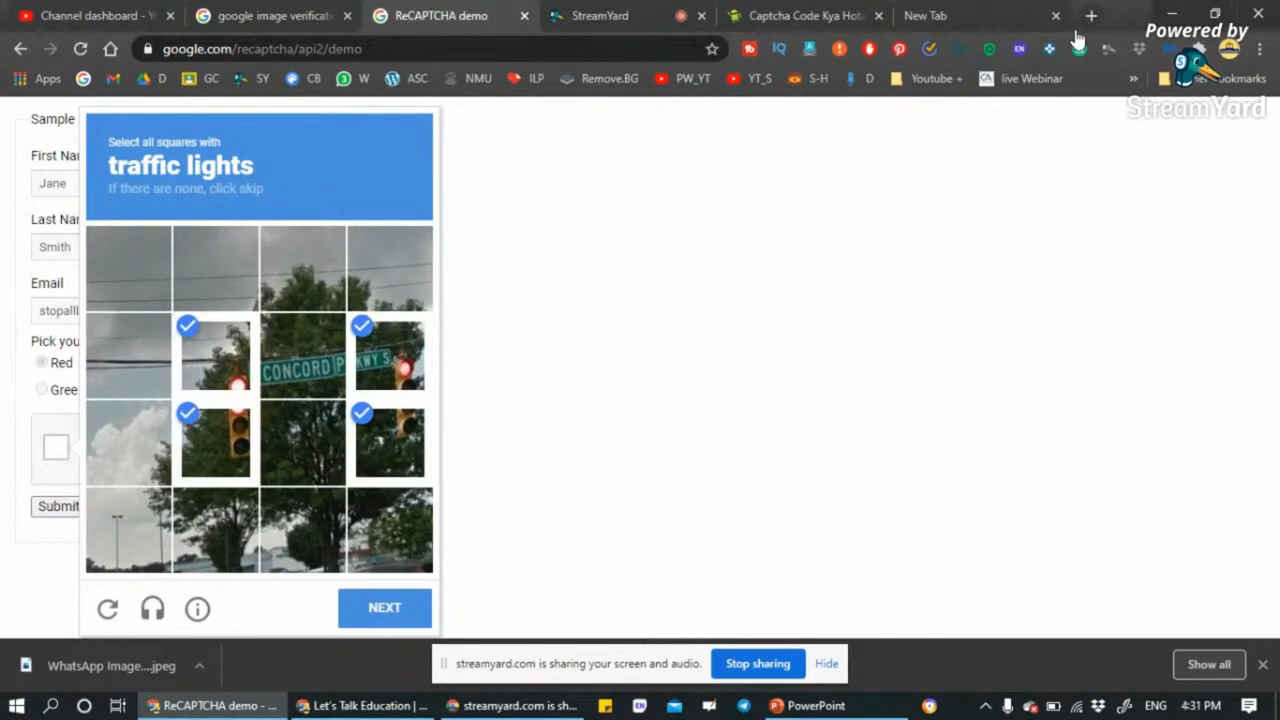 Channel dashboard - Y
google image verificat
ReCAPTCHA demo
StreamYard
Captcha Code Kya Hot
New Tab
google.com/recaptcha/api2/demo
Powered by
StreamYard
Apps
M
D
GC
SY
CB
W
ASC
NMU
ILP
Remove.BG
PW_YT
YT_S
S-H
D
Youtube +
live Webinar
Sample
First Nar
Jane
Last Nar
Smith
Email
Pick you
Red
Gree
Submit
Select all squares with
traffic lights
If there are none, click skip
CONCORD P KWY S
NEXT
WhatsApp Image....jpeg
streamyard.com is sharing your screen and audio.
Stop sharing
Hide
Show all
ReCAPTCHA demo - ...
Let's Talk Education | ...
streamyard.com is sh...
PowerPoint
ENG
4:31 PM